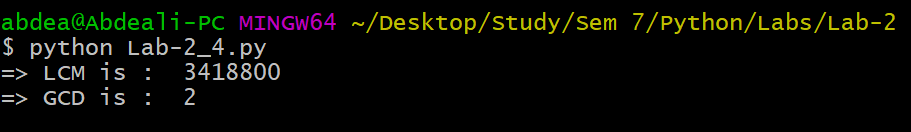 abdea@Abdeali-PC MINGW64 ~/Desktop/Study/Sem 7/Python/Labs/Lab-2
$ python Lab-2_4.py
=> LCM is :  3418800
=> GCD is :  2